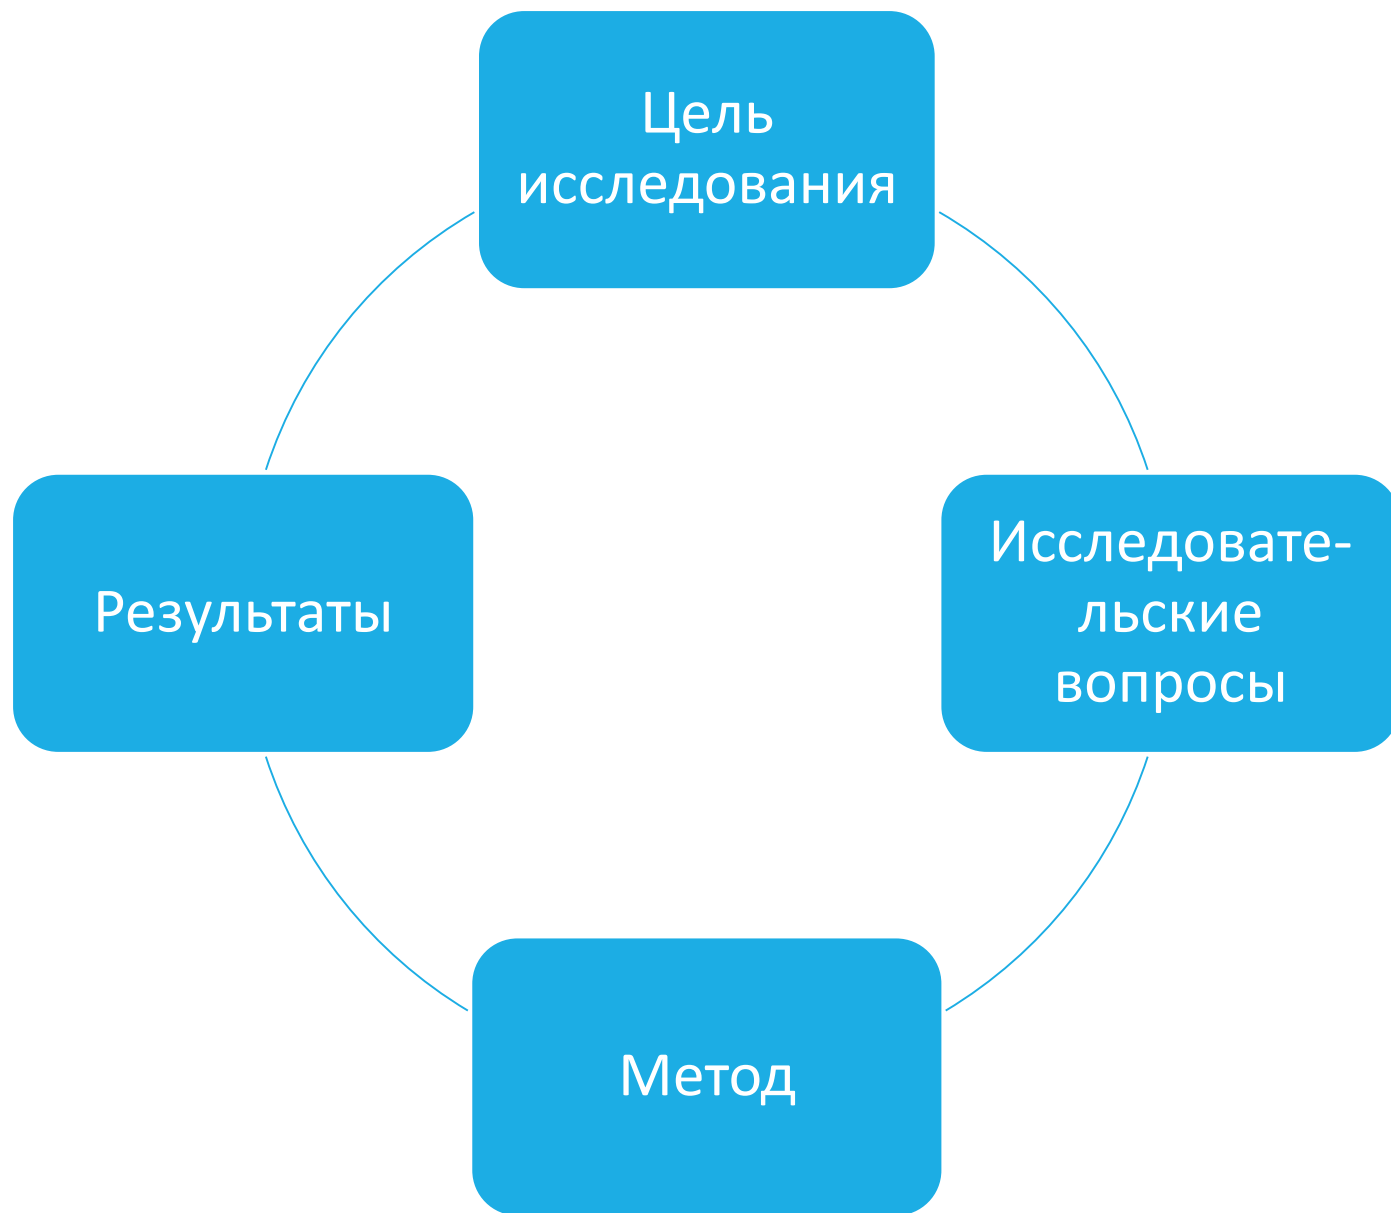 Цель
исследования
Исследовате-
льские
вопросы
Результаты
Метод